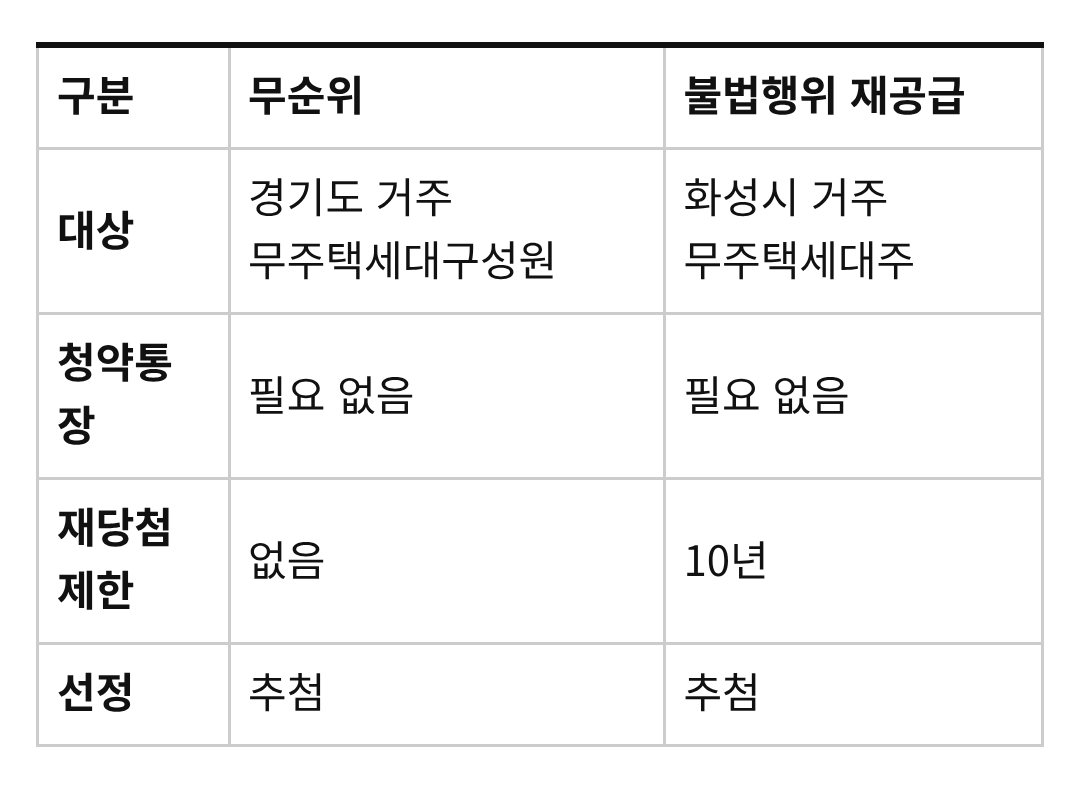 구분 무순위 불법행위 재공급
대상 경기도 거주 화성시 거주
무주택세대구성원 무주택세대주
청약통
장 필요 없음 필요 없음
재당첨
제한 없음 10년
선정 추첨 추첨